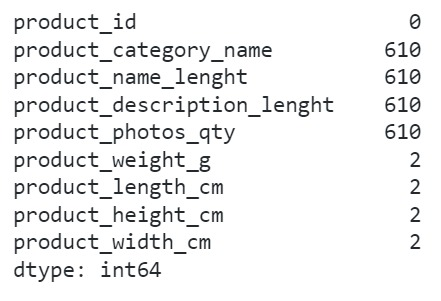 product_id 0
product_category_name 610
product_name_lenght 610
product_description_lenght 610
product_photos_qty 610
product_weight_g 2
product_length_cm 2
product_height_cm 2
product_width_cm 2
dtype: int64